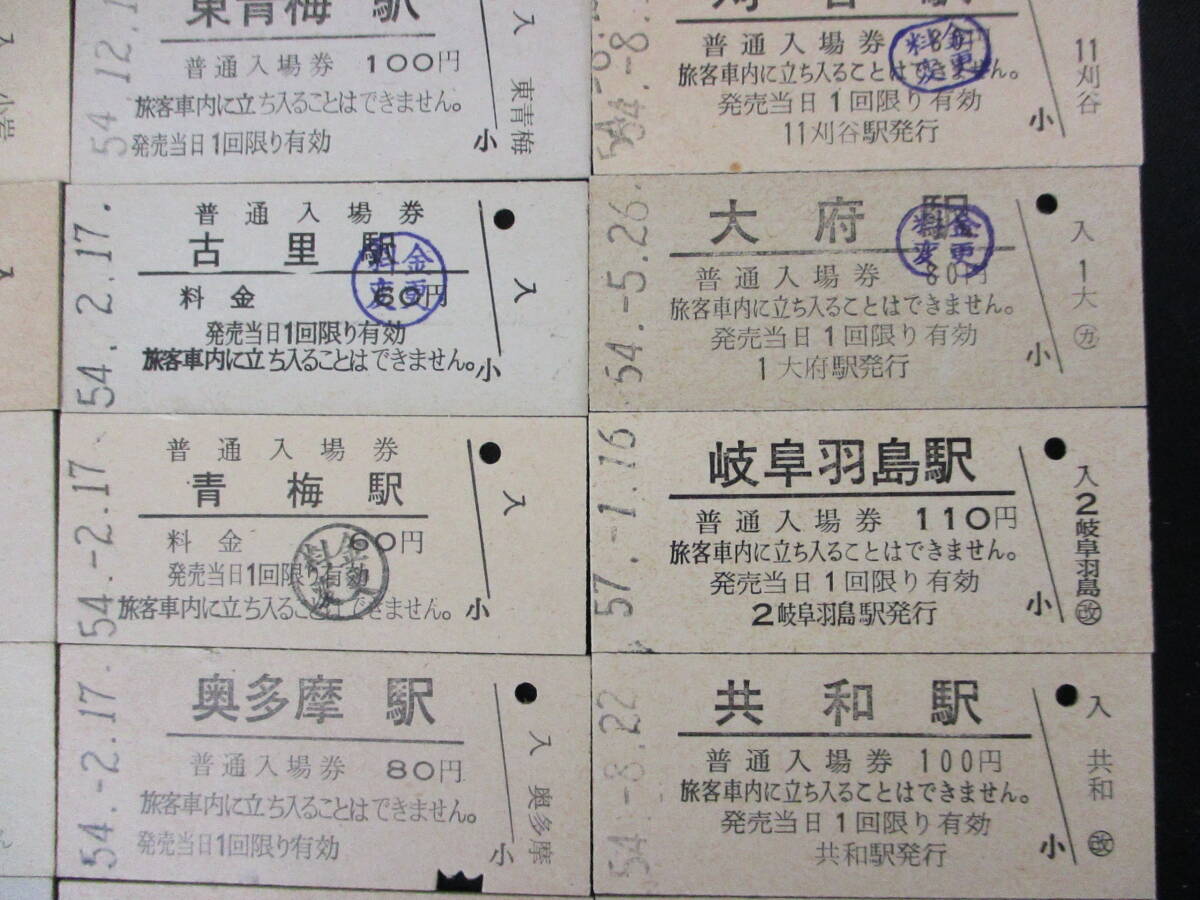 東青梅 駅
普通入場券 100円
旅客車内に立ち入ることはできません。
発売当日1回限り有効
小
入
東青梅
54.12.1
普通入場券
古里駅
料金 60円
発売当日1回限り有効
旅客車内に立ち入ることはできません。
小
入
料金変更
54. 2.17.
普通入場券
青梅駅
料金 60円
発売当日1回限り有効
旅客車内に立ち入ることはできません。
小
入
54.-2.17
奥多摩 駅
普通入場券 80円
旅客車内に立ち入ることはできません。
発売当日1回限り有効
小
入
奥多摩
54.-2.17.
普通入場券 80円
旅客車内に立ち入ることはできません。
発売当日1回限り有効
11刈谷駅発行
小
11刈谷
料金変更
大府駅
普通入場券 80円
旅客車内に立ち入ることはできません。
発売当日1回限り有効
1大府駅発行
小
入
1大
カ
料金変更
54.-5.26.
岐阜羽島駅
普通入場券 110円
旅客車内に立ち入ることはできません。
発売当日1回限り有効
2岐阜羽島駅発行
小
入
2岐阜羽島
改
57.-1.16
共和駅
普通入場券 100円
旅客車内に立ち入ることはできません。
発売当日1回限り有効
共和駅発行
小
入
共和
改
54.-8.22